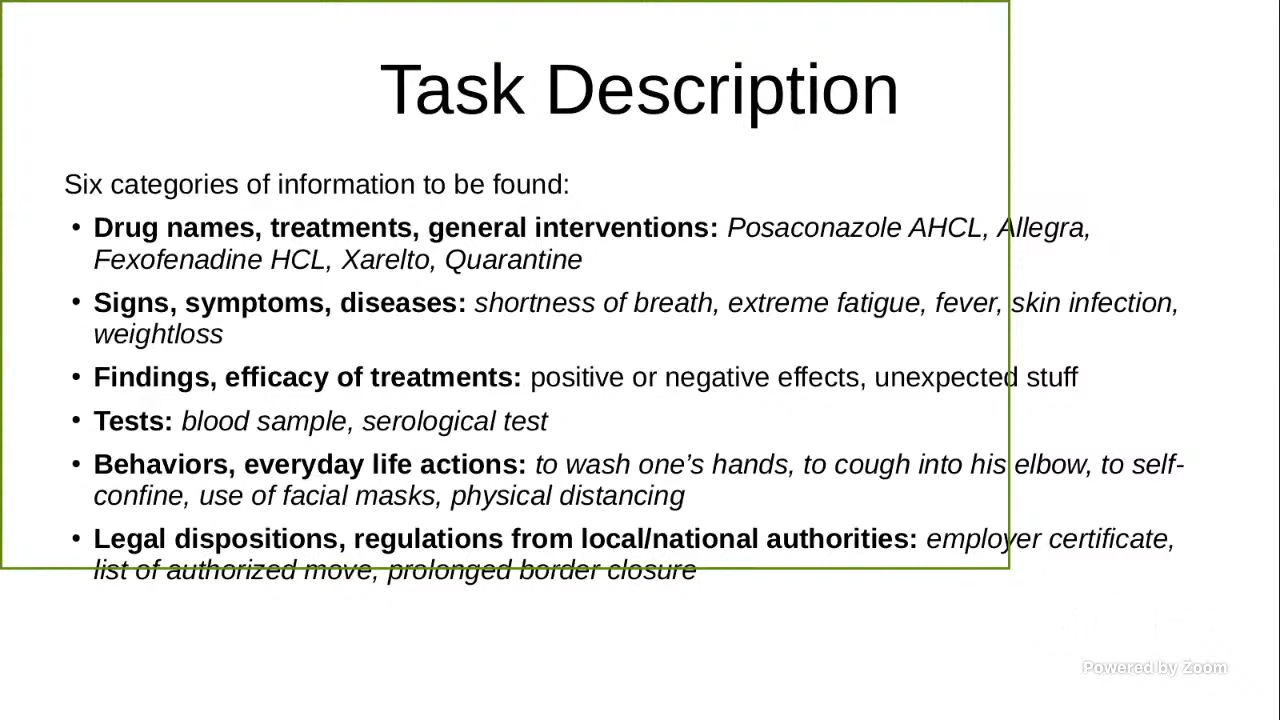 Task Description
Six categories of information to be found:
• Drug names, treatments, general interventions: Posaconazole AHCL, Allegra,
Fexofenadine HCL, Xarelto, Quarantine
• Signs, symptoms, diseases: shortness of breath, extreme fatigue, fever, skin infection,
weightloss
• Findings, efficacy of treatments: positive or negative effects, unexpected stuff
• Tests: blood sample, serological test
• Behaviors, everyday life actions: to wash one’s hands, to cough into his elbow, to self-
confine, use of facial masks, physical distancing
• Legal dispositions, regulations from local/national authorities: employer certificate,
list of authorized move, prolonged border closure
Powered by Zoom